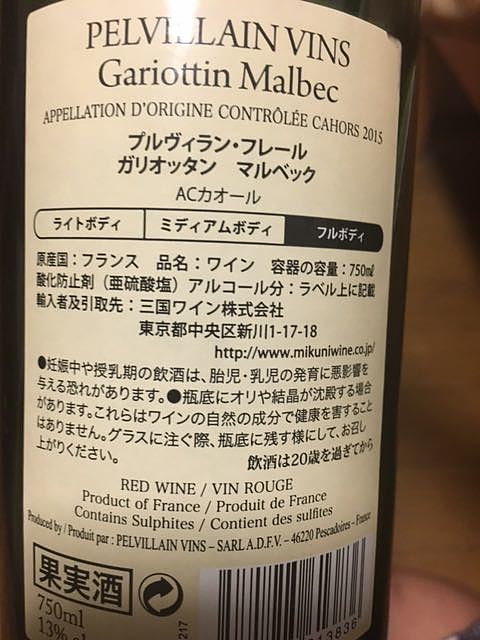 PELVILLAIN VINS
Gariottin Malbec
APPELLATION D'ORIGINE CONTRÔLÉE CAHORS 2015
プルヴィラン・フレール
ガリオッタン マルベック
ACカオール
ライトボディ ミディアムボディ フルボディ
原産国：フランス 品名：ワイン 容器の容量：750㎖
酸化防止剤（亜硫酸塩）アルコール分：ラベル上に記載
輸入者及引取先：三国ワイン株式会社
東京都中央区新川1-17-18
http://www.mikuniwine.co.jp/
●妊娠中や授乳期の飲酒は、胎児・乳児の発育に悪影響を
与える恐れがあります。●瓶底にオリや結晶が沈殿する場合
があります。これらはワインの自然の成分で健康を害すること
はありません。グラスに注ぐ際、瓶底に残す様にして、お召し
上がりください。 飲酒は20歳を過ぎてから
RED WINE / VIN ROUGE
Product of France / Produit de France
Contains Sulphites / Contient des sulfites
Produced by / Produit par : PELVILLAIN VINS – SARL A.D.F.V. – 46220 Pescadoires – France
果実酒
750ml
13%
217
3836